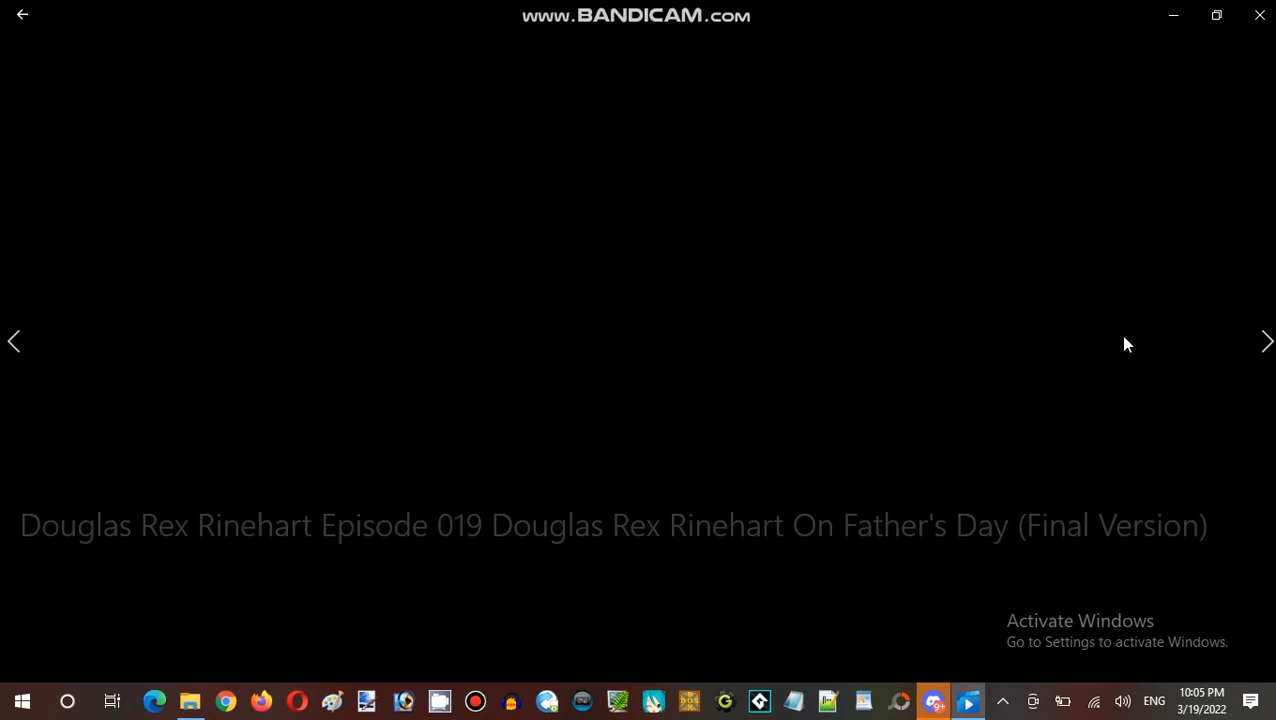 www.BANDICAM.com
Douglas Rex Rinehart Episode 019 Douglas Rex Rinehart On Father's Day (Final Version)
Activate Windows
Go to Settings to activate Windows.
9+
ENG
10:05 PM
3/19/2022